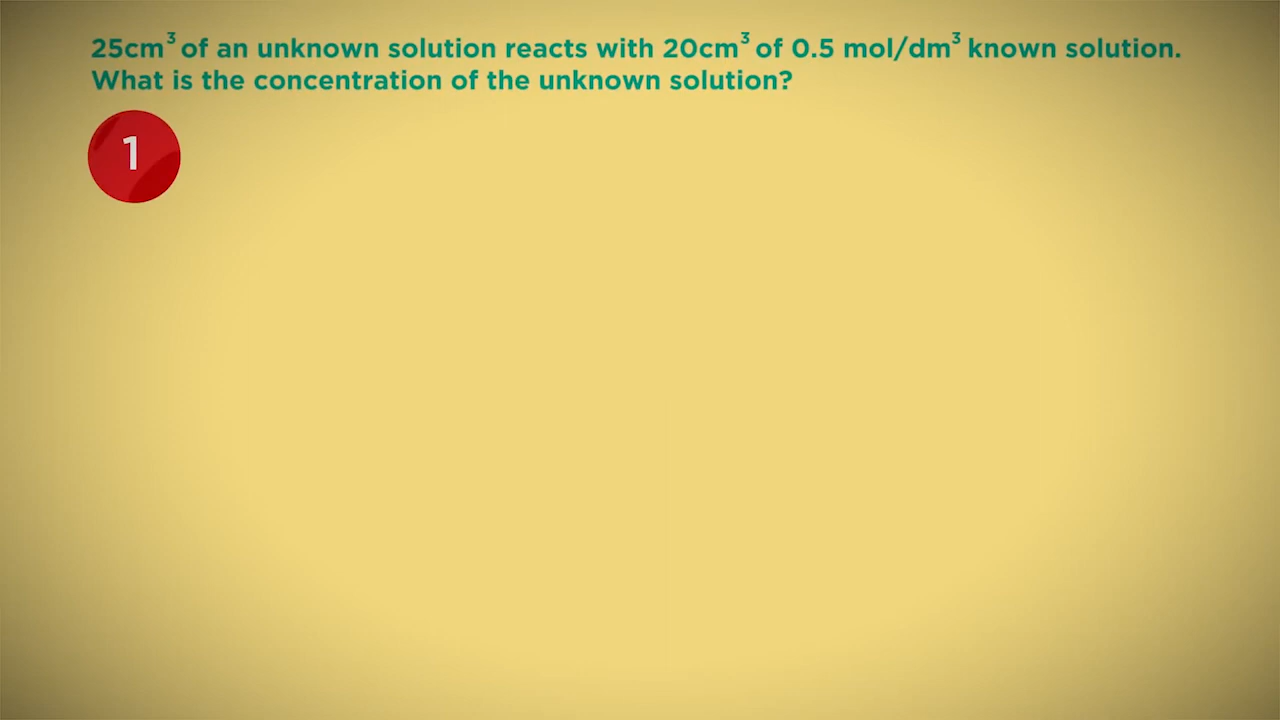 25cm³ of an unknown solution reacts with 20cm³ of 0.5 mol/dm³ known solution.
What is the concentration of the unknown solution?
1